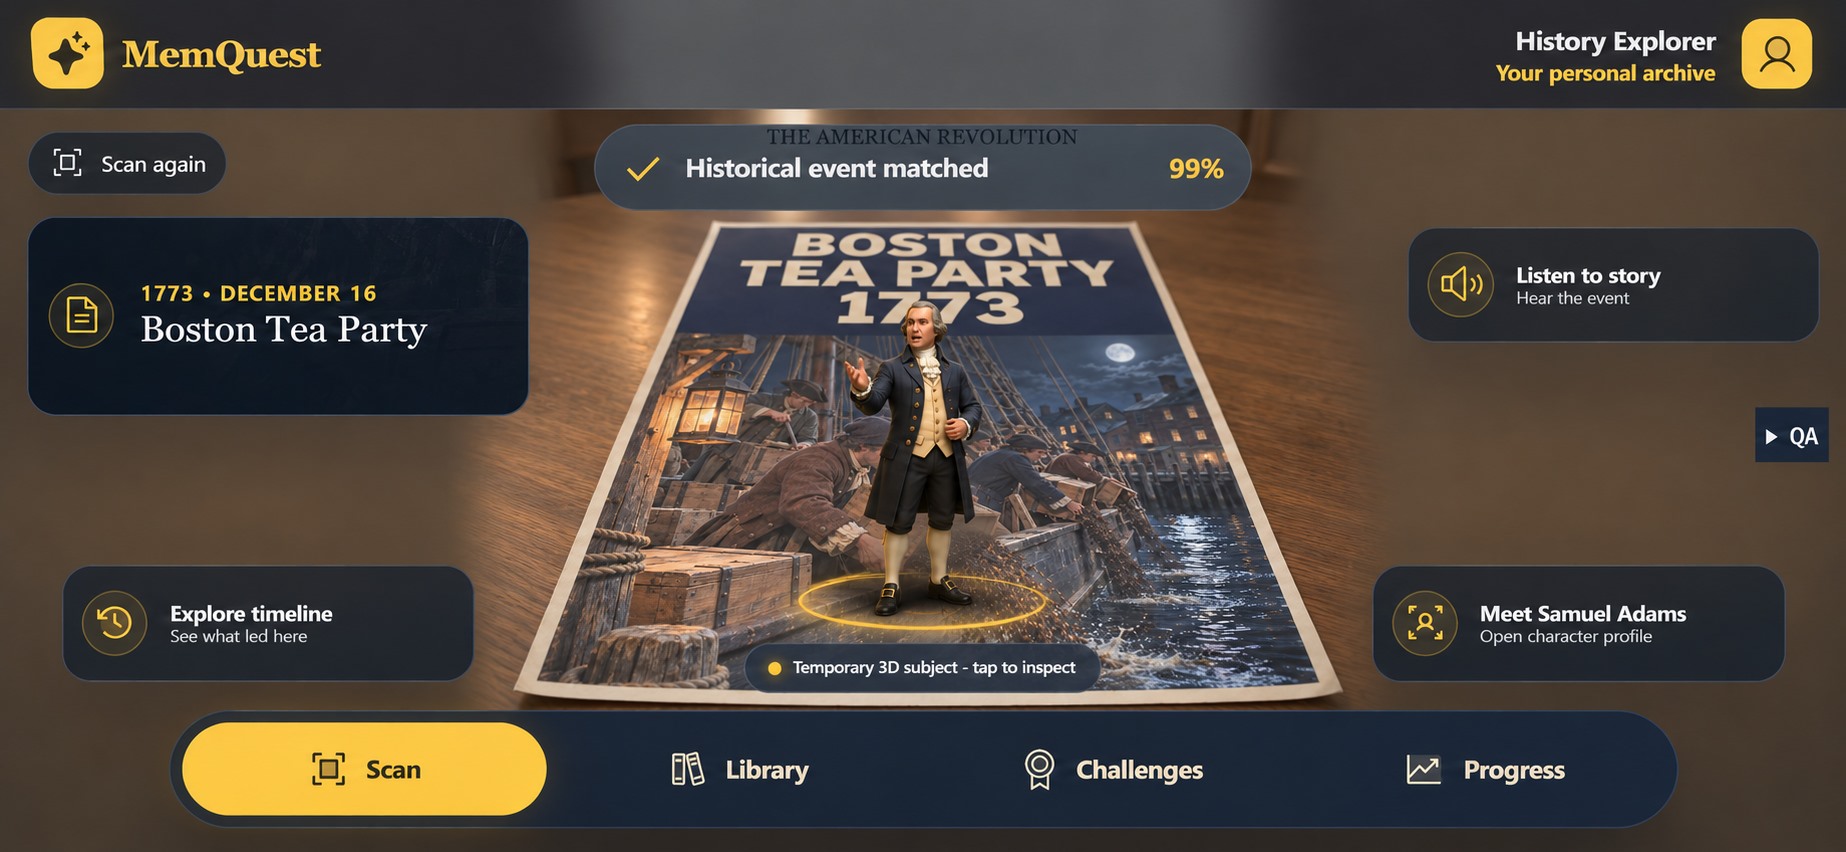 MemQuest
History Explorer
Your personal archive
Scan again
THE AMERICAN REVOLUTION
Historical event matched
99%
1773 • DECEMBER 16
Boston Tea Party
BOSTON
TEA PARTY
1773
Listen to story
Hear the event
QA
Explore timeline
See what led here
Meet Samuel Adams
Open character profile
Temporary 3D subject - tap to inspect
Scan
Library
Challenges
Progress